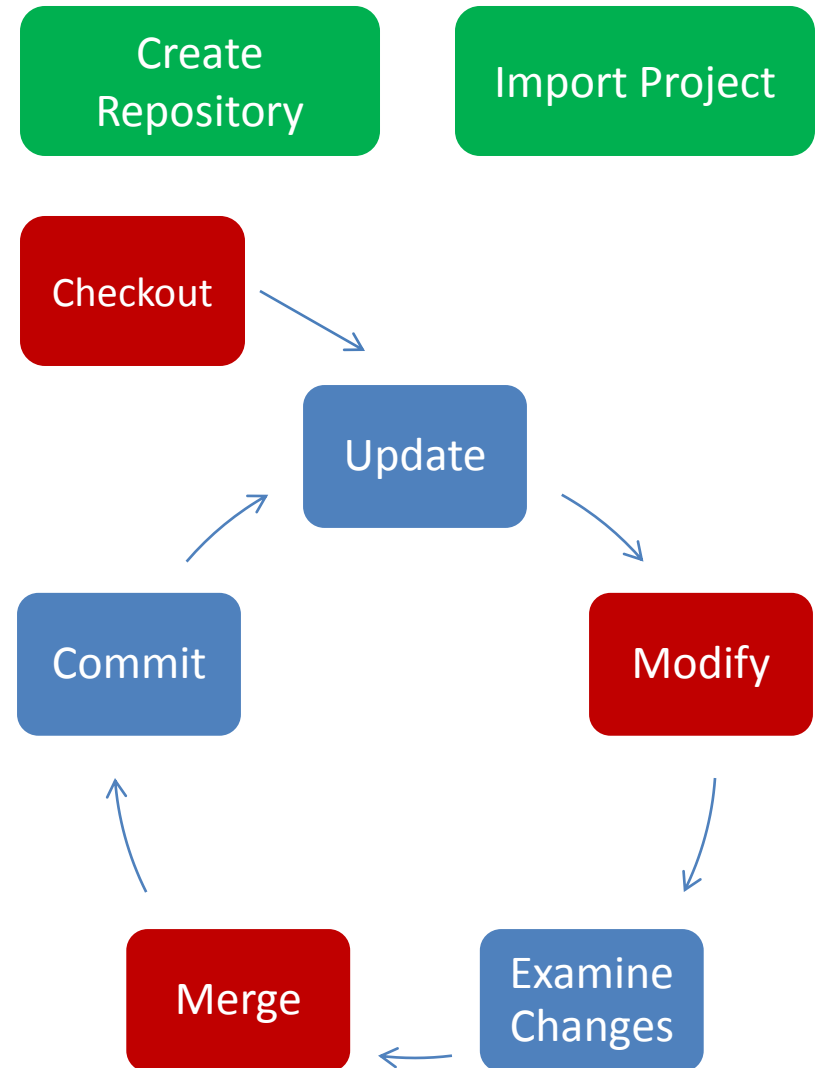 Create
Repository
Import Project
Checkout
Update
Commit
Modify
Merge
Examine
Changes